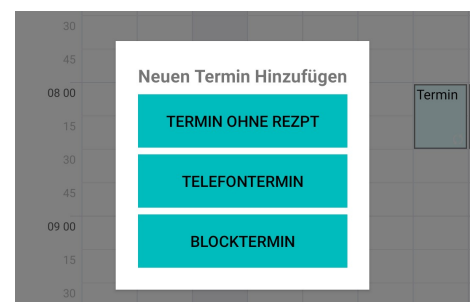 30
45
Neuen Termin Hinzufügen
08 00
Termin
TERMIN OHNE REZPT
15
30
TELEFONTERMIN
45
09 00
BLOCKTERMIN
15
30